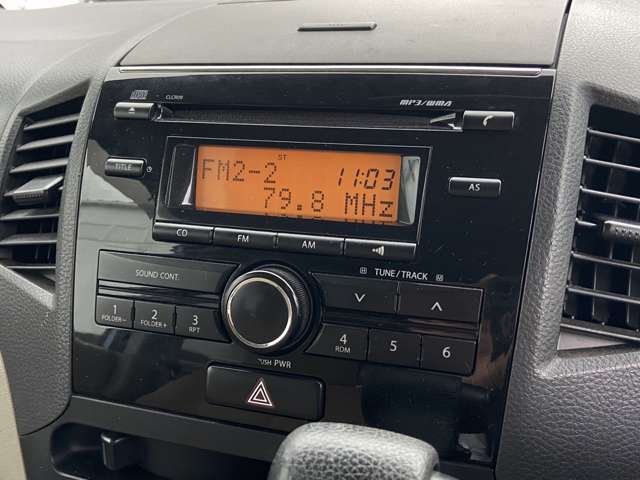 CLCR09 MP3/WMA
TITLE
ST
FM2-2 11:03
79.8 MHz
AS
CD FM AM
SOUND CONT. TUNE/TRACK
1 2 3
FOLDER- FOLDER+ RPT
4 5 6
RDM
PUSH PWR